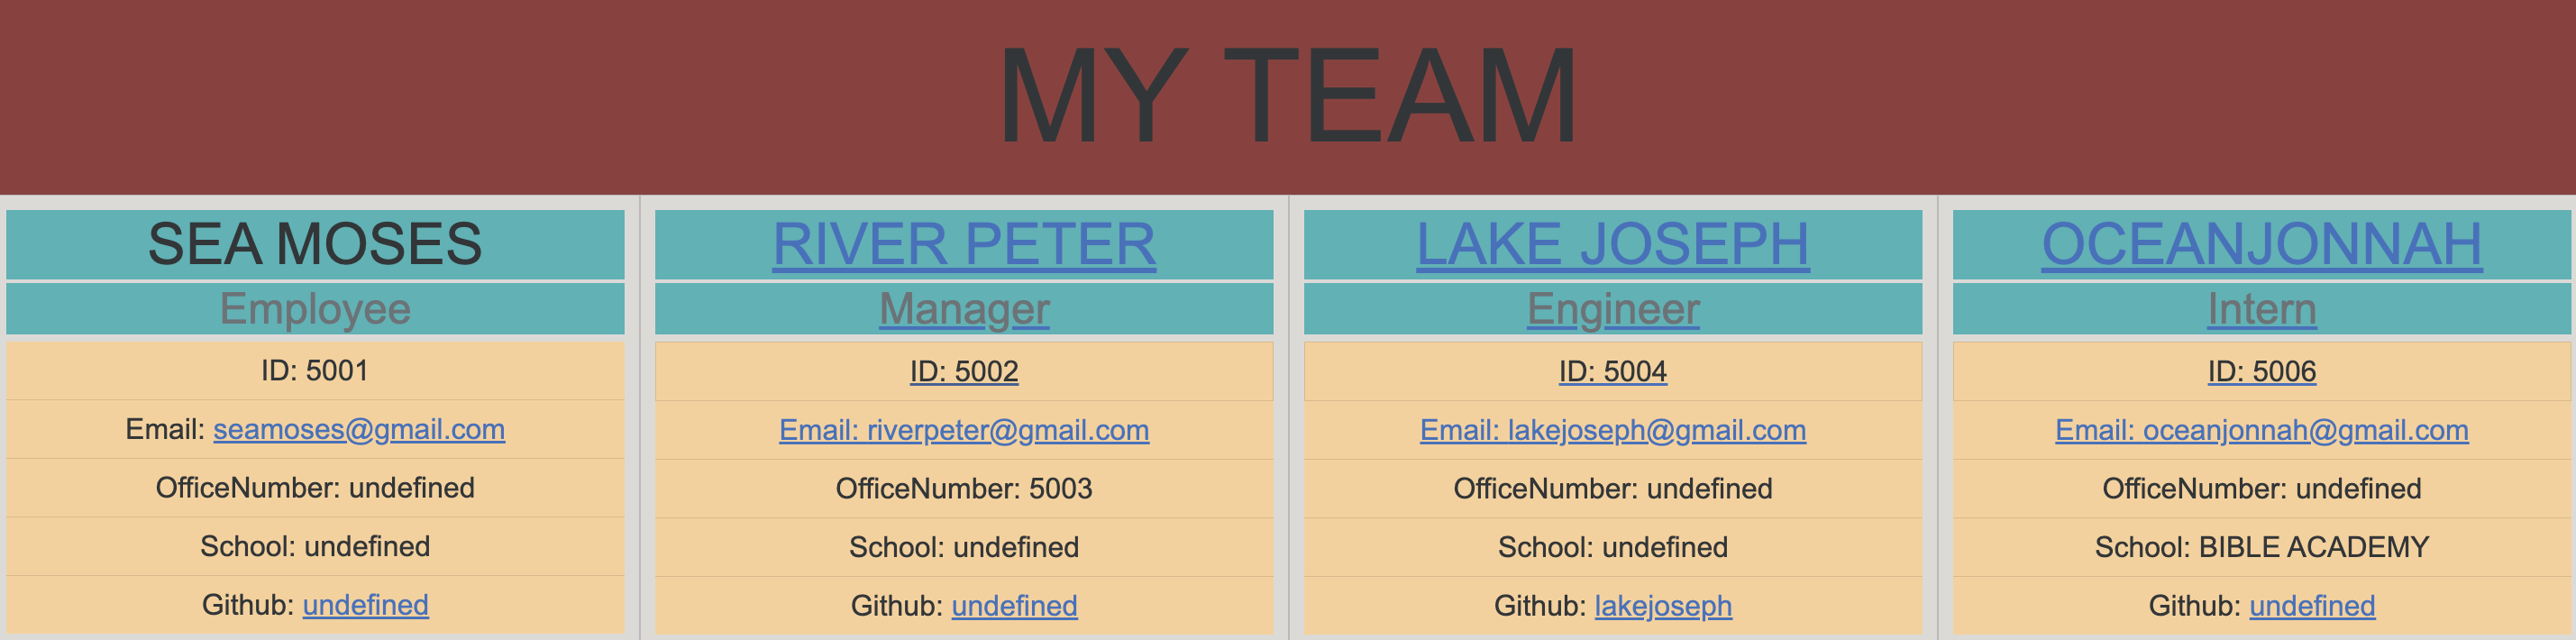 MY TEAM
SEA MOSES
Employee
ID: 5001
Email: seamoses@gmail.com
OfficeNumber: undefined
School: undefined
Github: undefined
RIVER PETER
Manager
ID: 5002
Email: riverpeter@gmail.com
OfficeNumber: 5003
School: undefined
Github: undefined
LAKE JOSEPH
Engineer
ID: 5004
Email: lakejoseph@gmail.com
OfficeNumber: undefined
School: undefined
Github: lakejoseph
OCEANJONNAH
Intern
ID: 5006
Email: oceanjonnah@gmail.com
OfficeNumber: undefined
School: BIBLE ACADEMY
Github: undefined